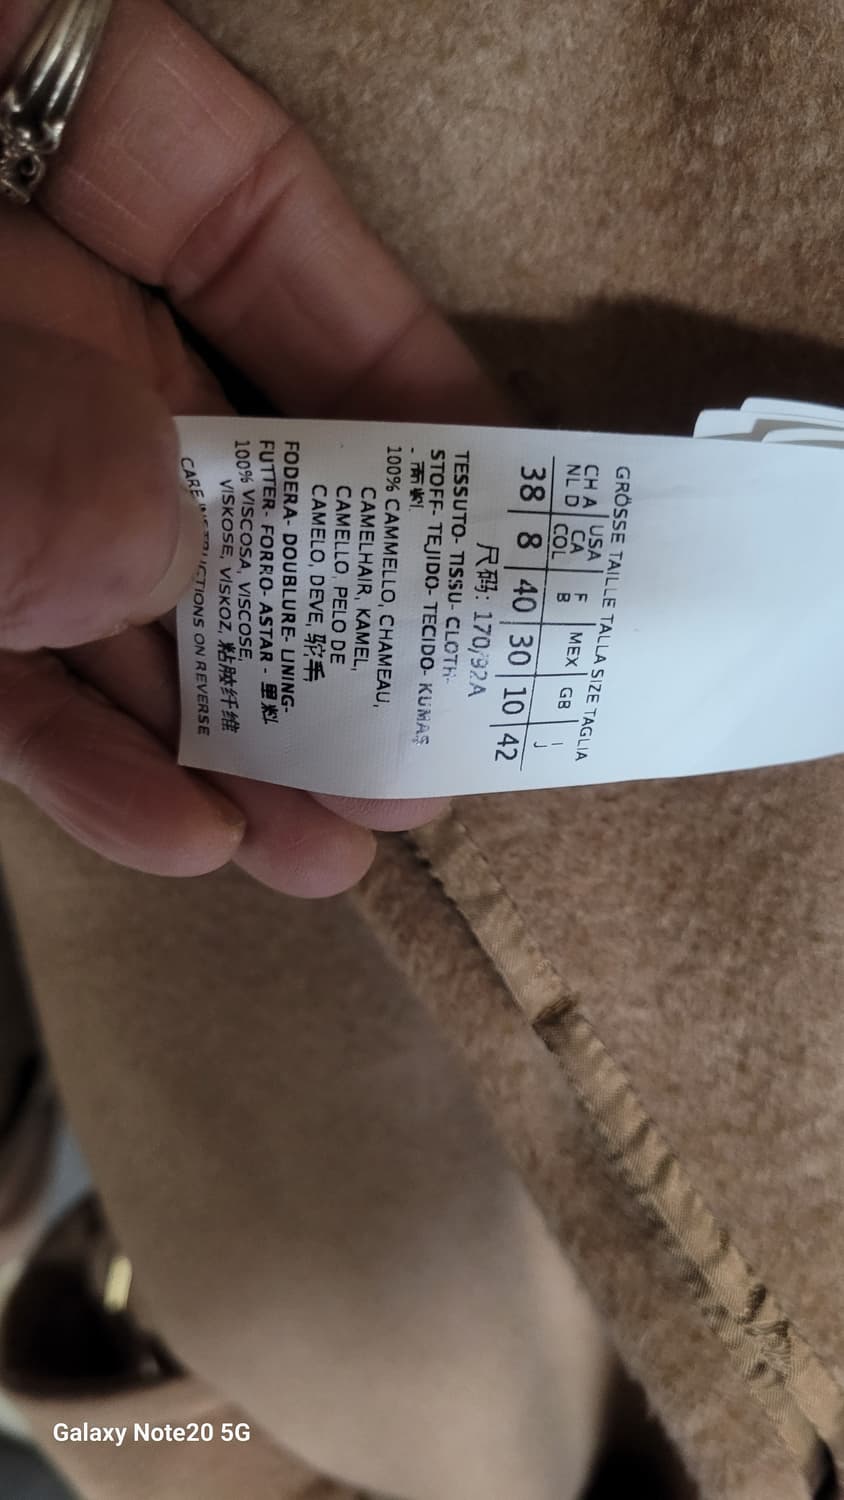 GRÖSSE TAILLE TALLA SIZE TAGLIA
CH A USA F MEX GB I
NL D CA B J
COL
38 8 40 30 10 42
尺码: 170/92A
TESSUTO- TISSU- CLOTH-
STOFF- TEJIDO- TECIDO- KUMAŞ
- 面料
100% CAMMELLO, CHAMEAU,
CAMELHAIR, KAMEL,
CAMELLO, PELO DE
CAMELO, DEVE, 驼毛
FODERA- DOUBLURE- LINING-
FUTTER- FORRO- ASTAR - 里料
100% VISCOSA, VISCOSE,
VISKOSE, VISKOZ, 粘胶纤维
CARE INSTRUCTIONS ON REVERSE
Galaxy Note20 5G